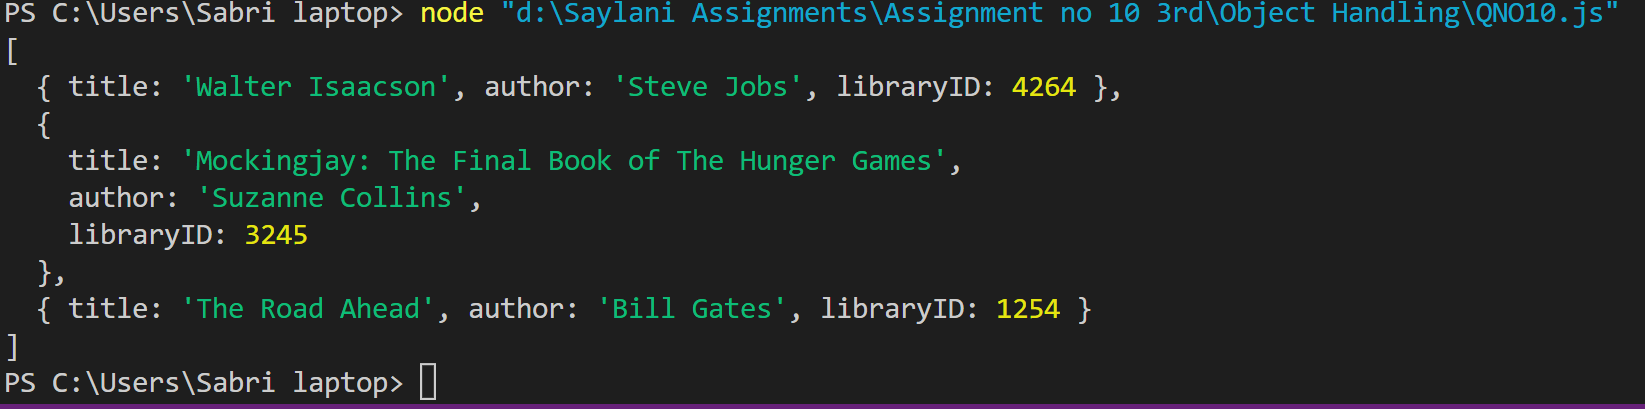 PS C:\Users\Sabri laptop> node "d:\Saylani Assignments\Assignment no 10 3rd\Object Handling\QNO10.js"
[
  { title: 'Walter Isaacson', author: 'Steve Jobs', libraryID: 4264 },
  {
    title: 'Mockingjay: The Final Book of The Hunger Games',
    author: 'Suzanne Collins',
    libraryID: 3245
  },
  { title: 'The Road Ahead', author: 'Bill Gates', libraryID: 1254 }
]
PS C:\Users\Sabri laptop>